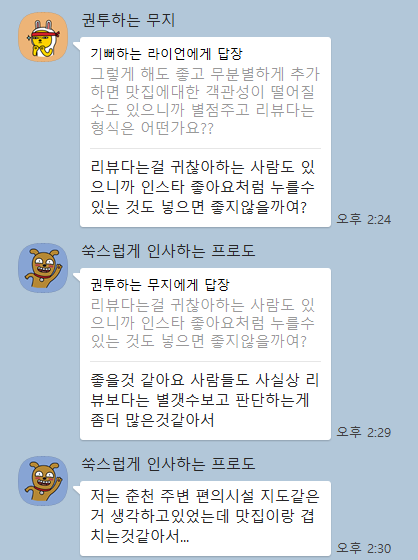 권투하는 무지
기뻐하는 라이언에게 답장
그렇게 해도 좋고 무분별하게 추가
하면 맛집에대한 객관성이 떨어질
수도 있으니까 별점주고 리뷰다는
형식은 어떤가요??
리뷰다는걸 귀찮아하는 사람도 있
으니까 인스타 좋아요처럼 누를수
있는 것도 넣으면 좋지않을까여?
오후 2:24
쑥스럽게 인사하는 프로도
권투하는 무지에게 답장
리뷰다는걸 귀찮아하는 사람도 있
으니까 인스타 좋아요처럼 누를수
있는 것도 넣으면 좋지않을까여?
좋을것 같아요 사람들도 사실상 리
뷰보다는 별갯수보고 판단하는게
좀더 많은것같아서
오후 2:29
쑥스럽게 인사하는 프로도
저는 춘천 주변 편의시설 지도같은
거 생각하고있었는데 맛집이랑 겹
치는것같아서...
오후 2:30